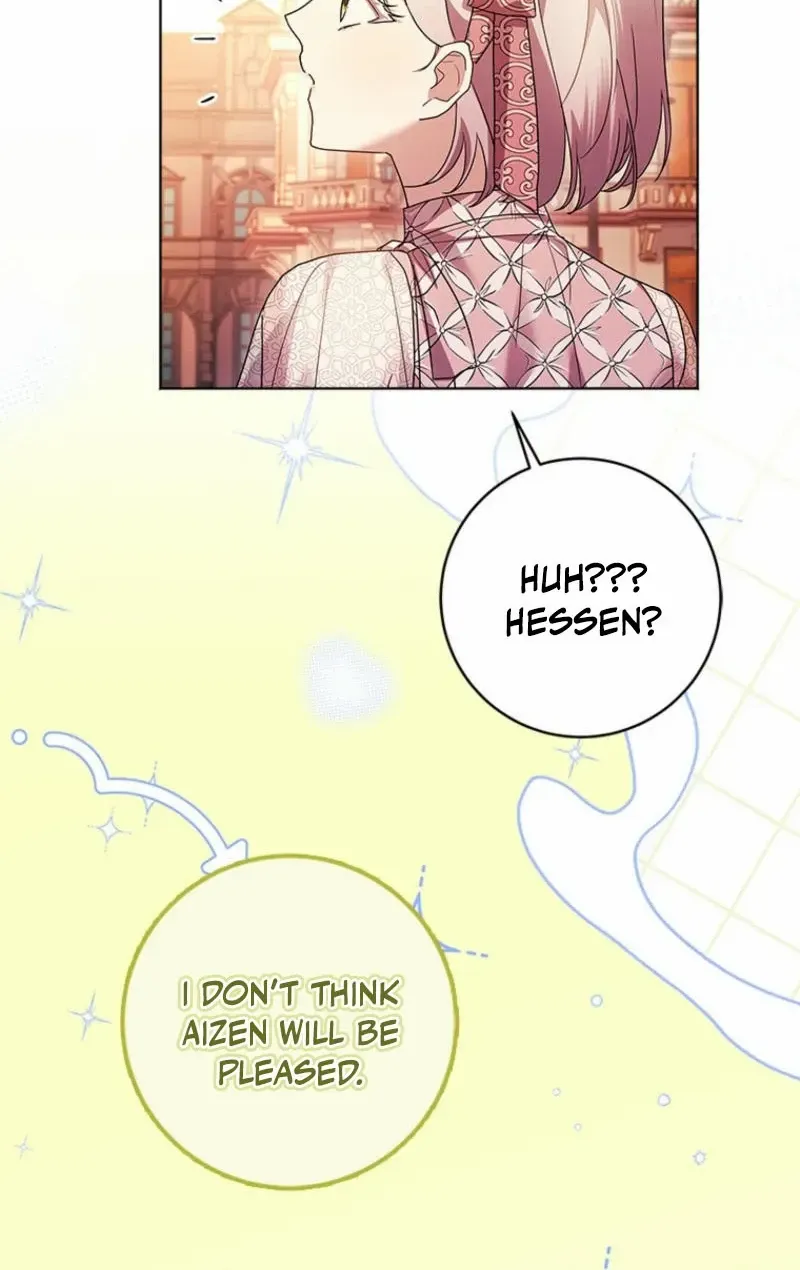 HUH???
HESSEN?
I DON'T THINK
AIZEN WILL BE
PLEASED.